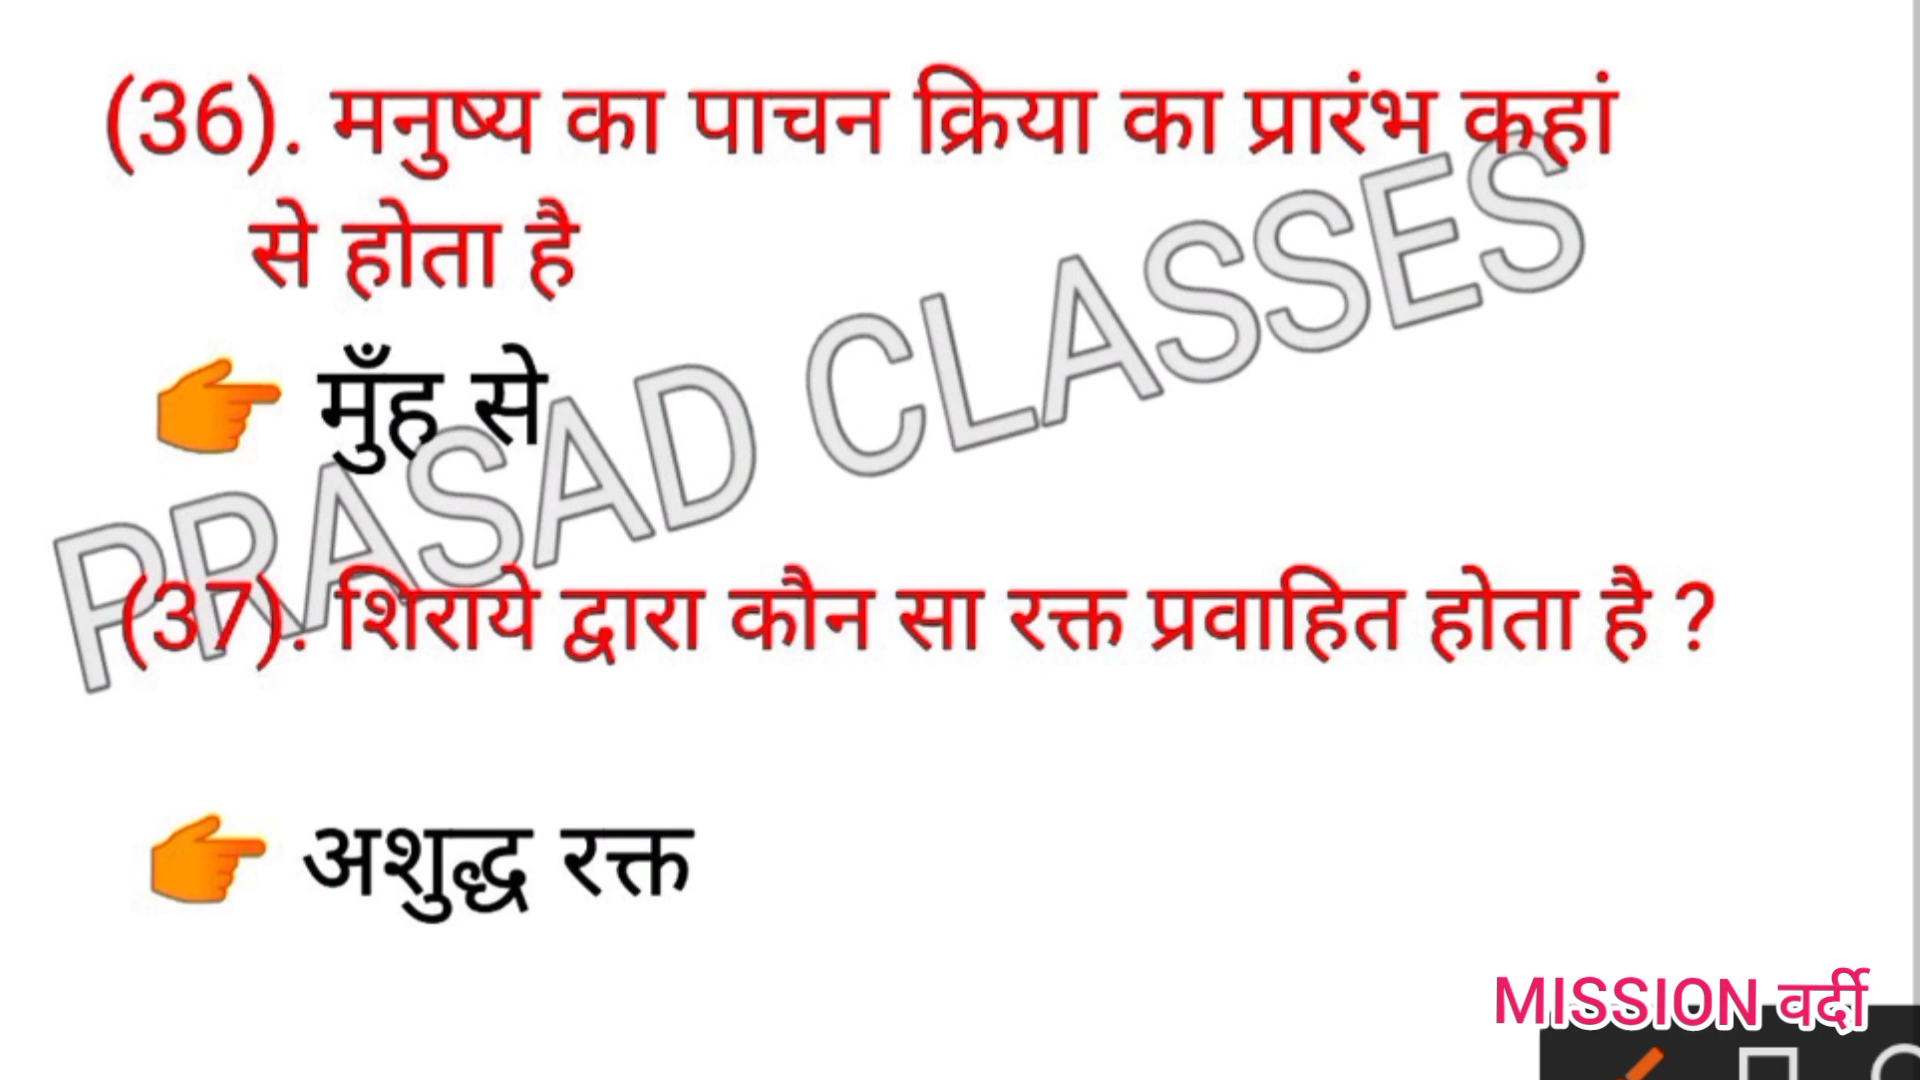 (36). मनुष्य का पाचन क्रिया का प्रारंभ कहां
से होता है
मुँह से
PRASAD CLASSES
(37). शिराये द्वारा कौन सा रक्त प्रवाहित होता है ?
अशुद्ध रक्त
MISSION वर्दी